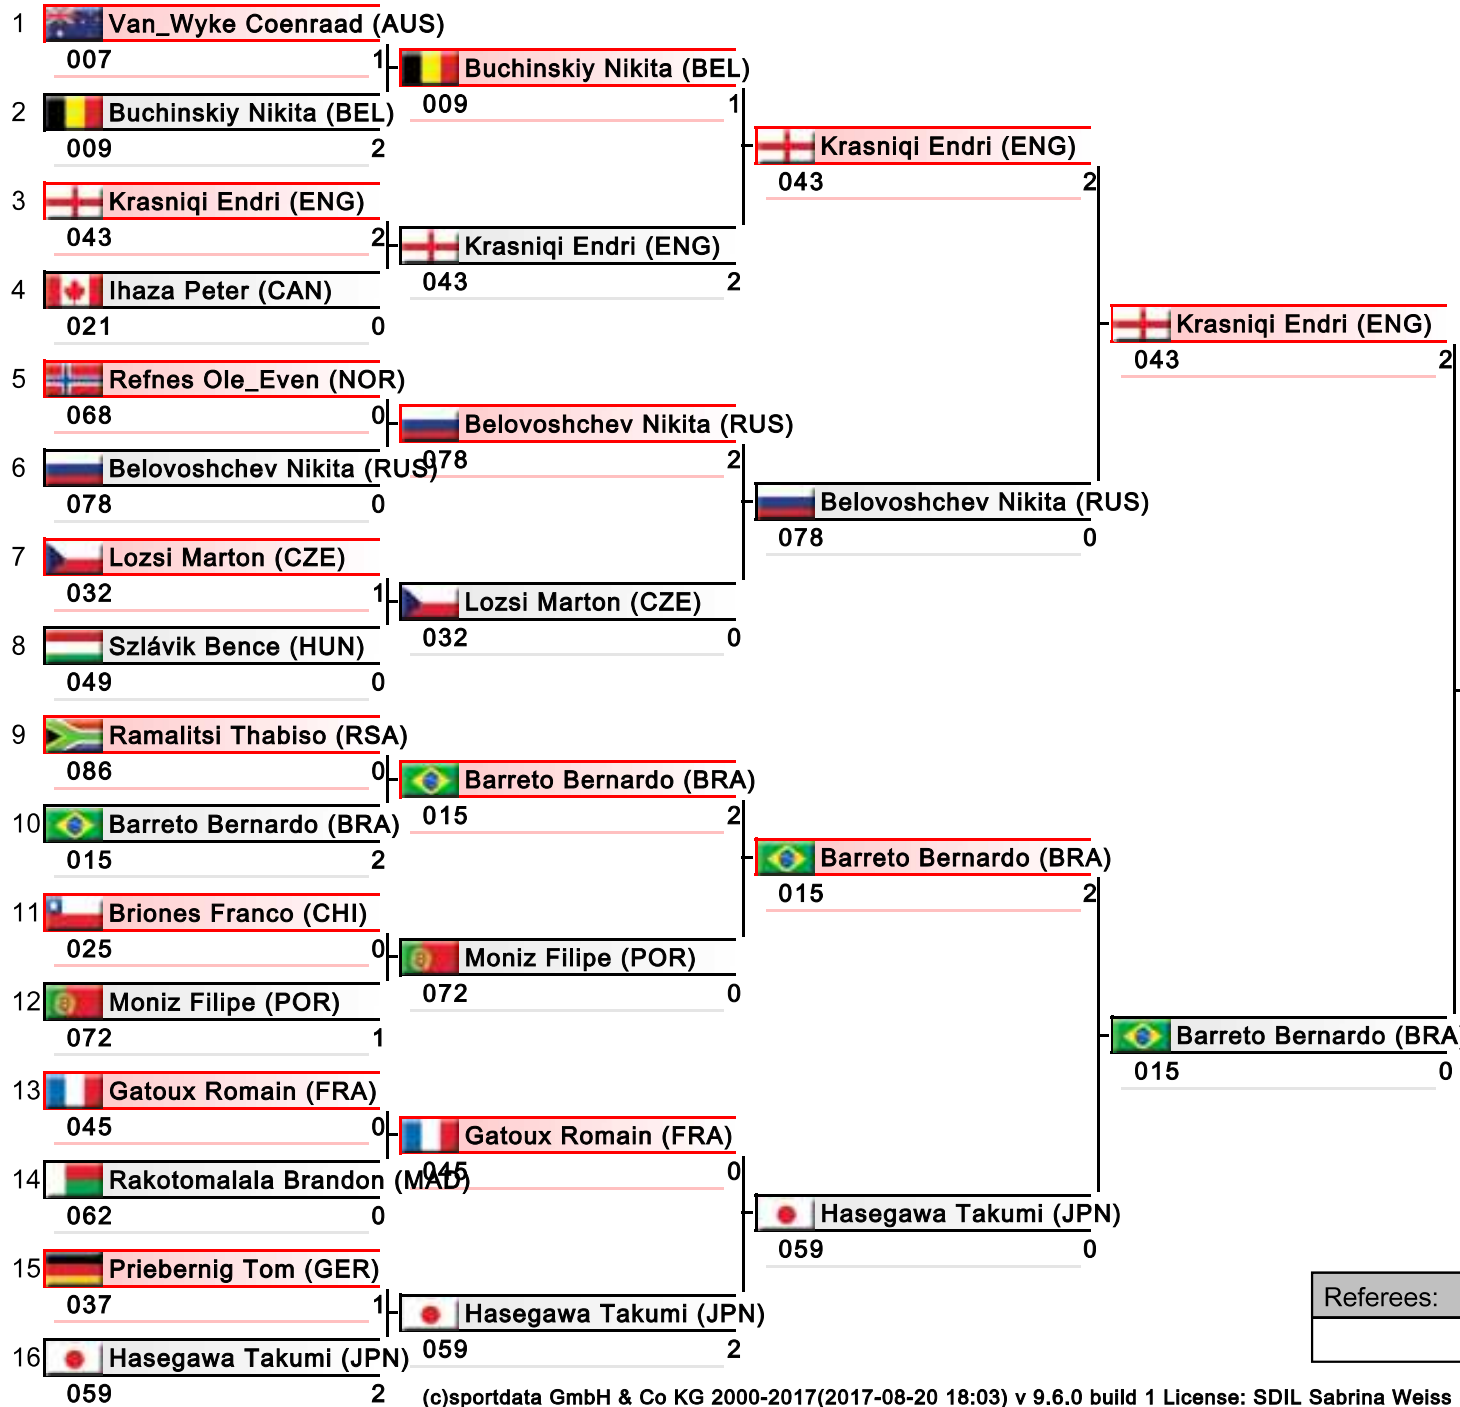 1 Van_Wyke Coenraad (AUS)
007 1
2 Buchinskiy Nikita (BEL)
009 2
3 Krasniqi Endri (ENG)
043 2
4 Ihaza Peter (CAN)
021 0
5 Refnes Ole_Even (NOR)
068 0
6 Belovoshchev Nikita (RUS)
078 0
7 Lozsi Marton (CZE)
032 1
8 Szlávik Bence (HUN)
049 0
9 Ramalitsi Thabiso (RSA)
086 0
10 Barreto Bernardo (BRA)
015 2
11 Briones Franco (CHI)
025 0
12 Moniz Filipe (POR)
072 1
13 Gatoux Romain (FRA)
045 0
14 Rakotomalala Brandon (MAD)
062 0
15 Priebernig Tom (GER)
037 1
16 Hasegawa Takumi (JPN)
059 2
Buchinskiy Nikita (BEL)
009 1
Krasniqi Endri (ENG)
043 2
Belovoshchev Nikita (RUS)
078 2
Lozsi Marton (CZE)
032 0
Barreto Bernardo (BRA)
015 2
Moniz Filipe (POR)
072 0
Gatoux Romain (FRA)
045 0
Hasegawa Takumi (JPN)
059 2
Krasniqi Endri (ENG)
043 2
Belovoshchev Nikita (RUS)
078 0
Barreto Bernardo (BRA)
015 2
Hasegawa Takumi (JPN)
059 0
Krasniqi Endri (ENG)
043 2
Barreto Bernardo (BRA)
015 0
Referees:
(c)sportdata GmbH & Co KG 2000-2017(2017-08-20 18:03) v 9.6.0 build 1 License: SDIL Sabrina Weiss